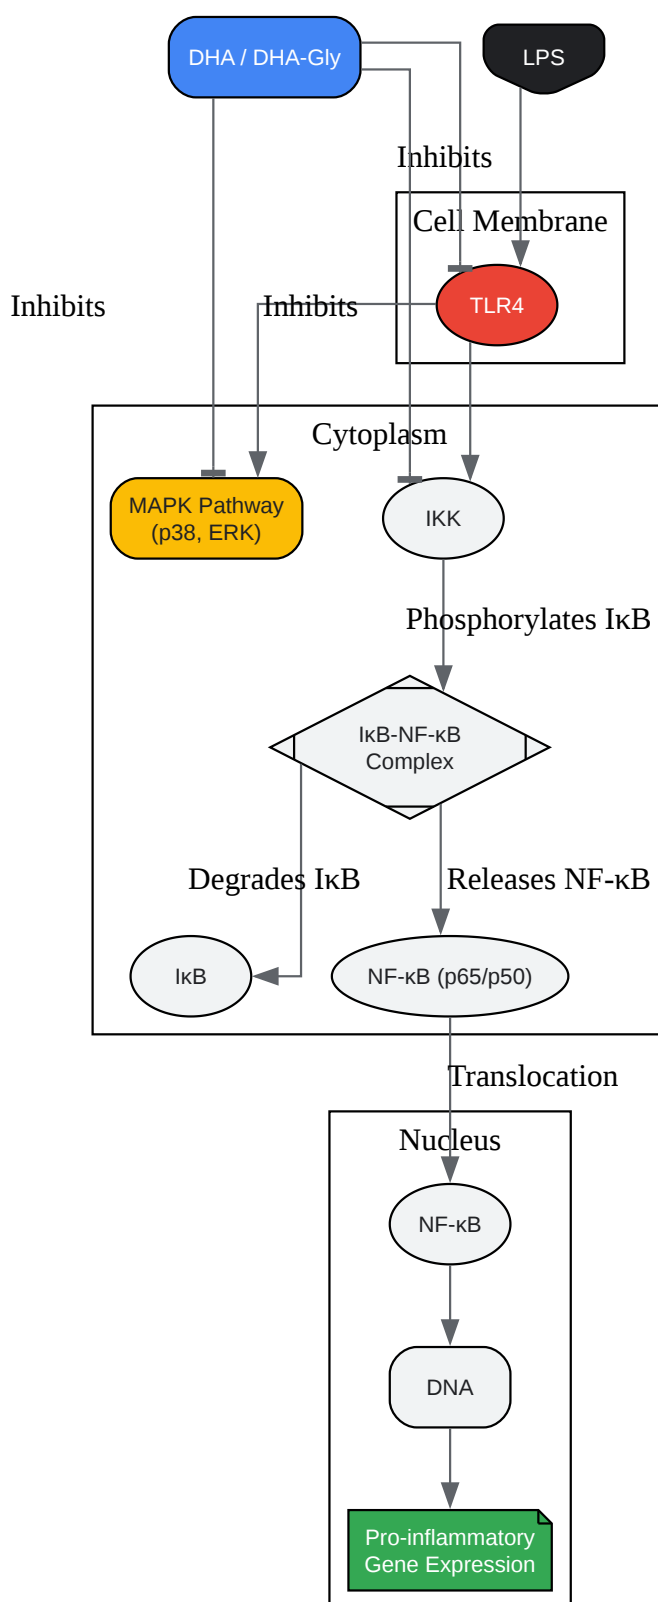 DHA / DHA-Gly
LPS
Inhibits
Cell Membrane
TLR4
Inhibits
Inhibits
Cytoplasm
MAPK Pathway
(p38, ERK)
IKK
Phosphorylates IκB
IκB-NF-κB
Complex
Degrades IκB
Releases NF-κB
IκB
NF-κB (p65/p50)
Translocation
Nucleus
NF-κB
DNA
Pro-inflammatory
Gene Expression